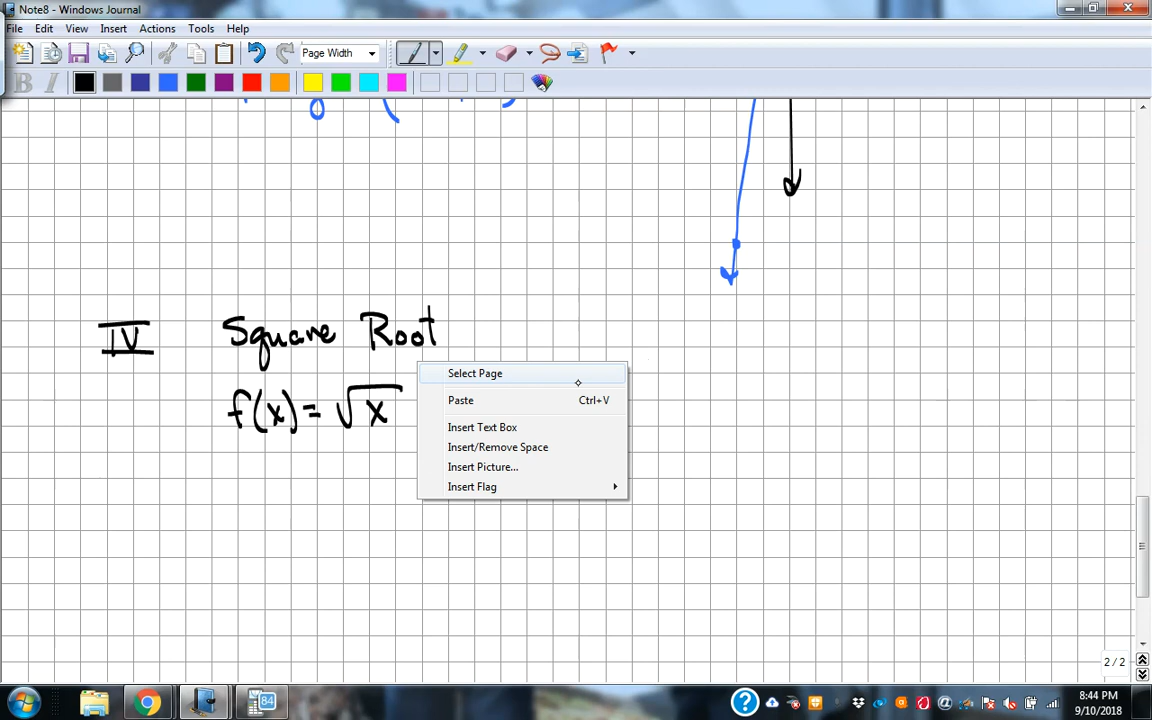 Note8 - Windows Journal
File Edit View Insert Actions Tools Help
Page Width
B I
IV Square Root
f(x) = √x
Select Page
Paste Ctrl+V
Insert Text Box
Insert/Remove Space
Insert Picture...
Insert Flag
2 / 2
84
8:44 PM
9/10/2018